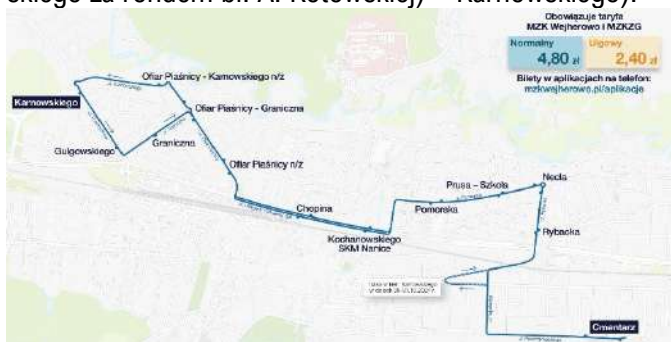 skiego za rondem bł. A. Kotowskiej) – Karnowskiego).
Obowiązuje taryfa
MZK Wejherowo i MZKZG
Normalny
4,80 zł
Ulgowy
2,40 zł
Bilety w aplikacjach na telefon:
mzkwejherowo.pl/aplikacje
Ofiar Piaśnicy - Karnowskiego n/ż
Karnowskiego
Ofiar Piaśnicy - Graniczna
Gulgowskiego
Graniczna
Ofiar Piaśnicy n/ż
Necla
Prusa – Szkoła
Pomorska
Chopina
Rybacka
Kochanowskiego
SKM Nanice
Cmentarz